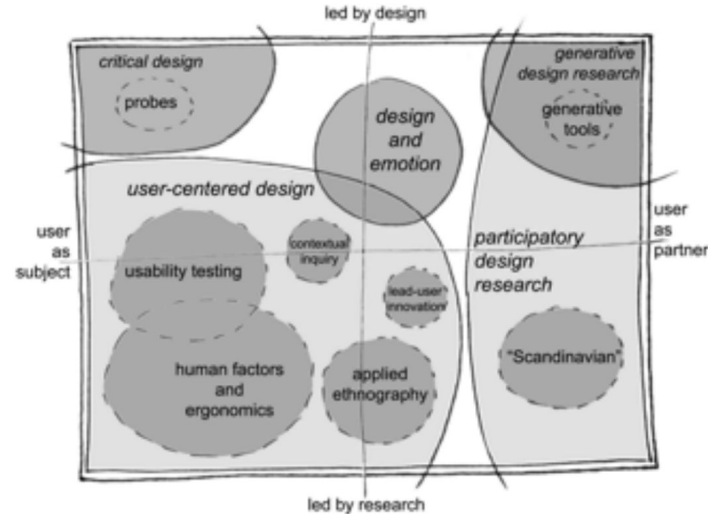 led by design
critical design
probes
generative
design research
generative
tools
design
and
emotion
user-centered design
user
as
subject
user
as
partner
usability testing
contextual
inquiry
participatory
design
research
lead-user
innovation
human factors
and
ergonomics
applied
ethnography
"Scandinavian"
led by research